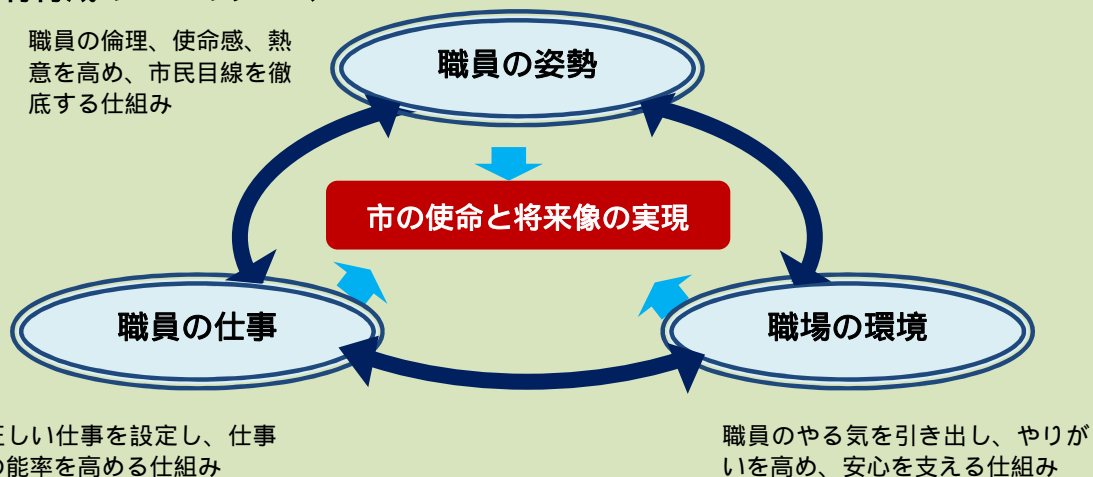 職員の倫理、使命感、熱
意を高め、市民目線を徹
底する仕組み
職員の姿勢
市の使命と将来像の実現
職員の仕事
職場の環境
正しい仕事を設定し、仕事
の能率を高める仕組み
職員のやる気を引き出し、やりが
いを高め、安心を支える仕組み